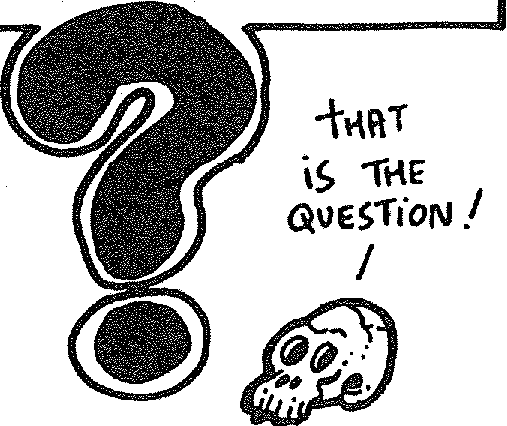 ?
THAT
IS THE
QUESTION!